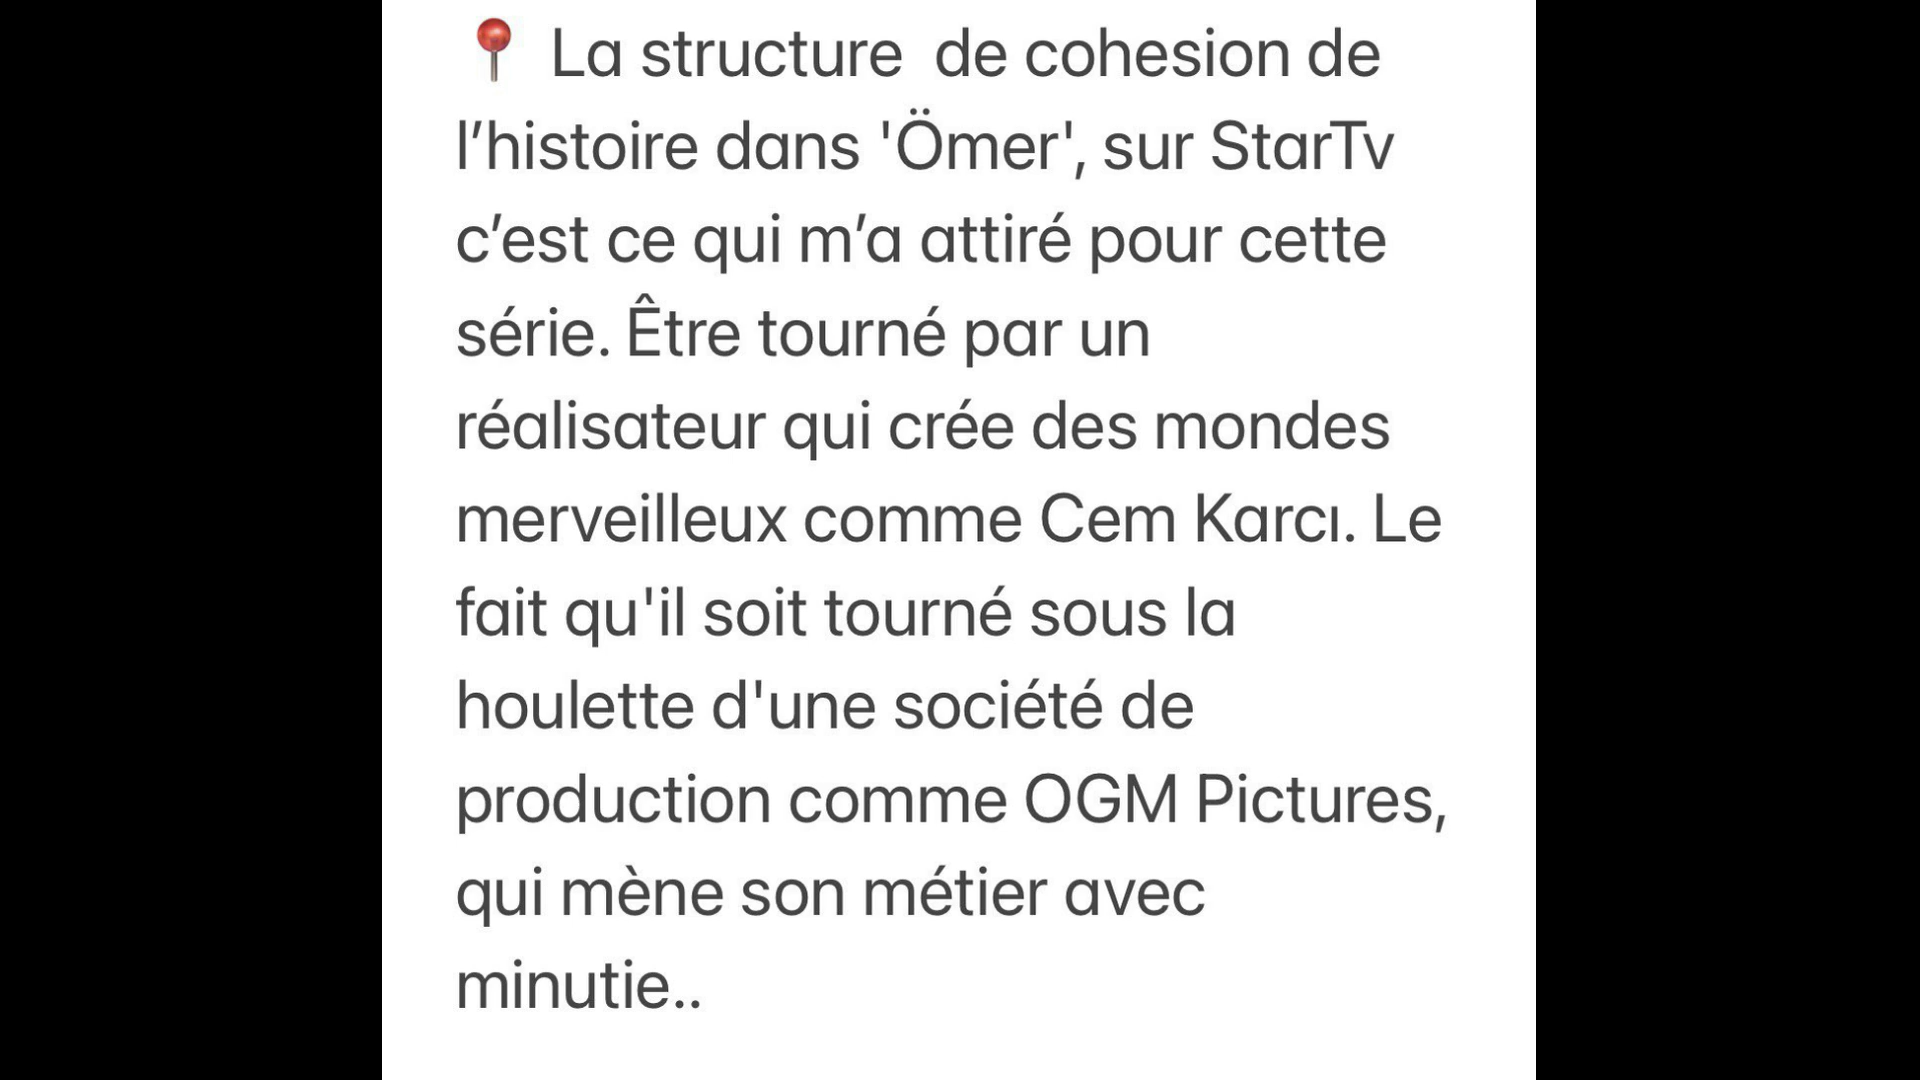 📍 La structure  de cohesion de
l’histoire dans 'Ömer', sur StarTv
c’est ce qui m’a attiré pour cette
série. Être tourné par un
réalisateur qui crée des mondes
merveilleux comme Cem Karcı. Le
fait qu'il soit tourné sous la
houlette d'une société de
production comme OGM Pictures,
qui mène son métier avec
minutie..